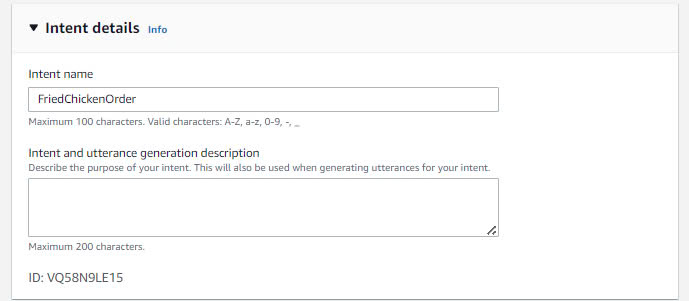 Intent details Info
Intent name
FriedChickenOrder
Maximum 100 characters. Valid characters: A-Z, a-z, 0-9, -, _
Intent and utterance generation description
Describe the purpose of your intent. This will also be used when generating utterances for your intent.
Maximum 200 characters.
ID: VQ58N9LE15